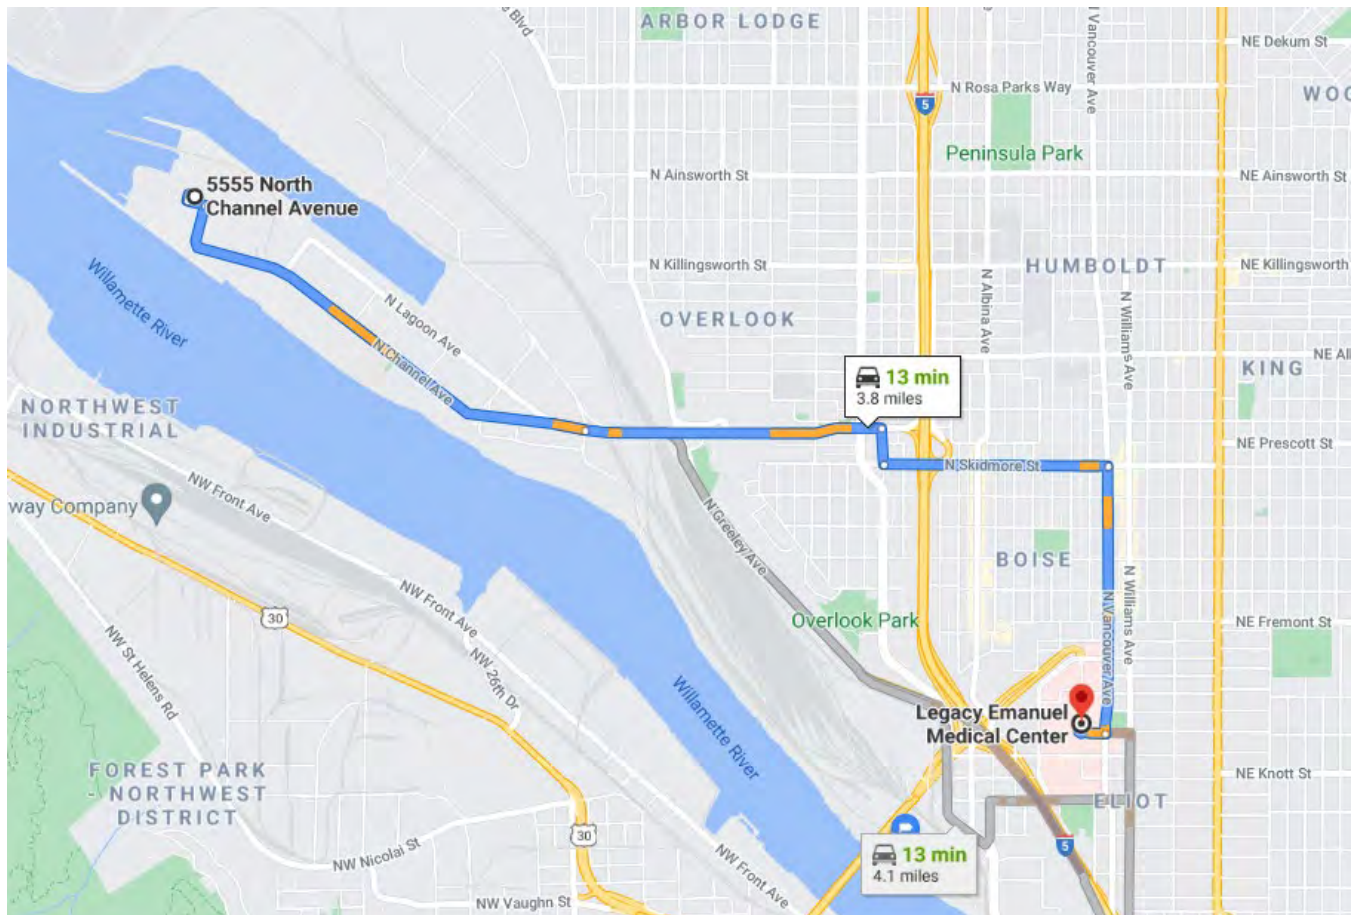 Blvd
ARBOR LODGE
N Vancouver Ave
NE Dekum St
N Rosa Parks Way
WOO
5
Peninsula Park
N Ainsworth St
NE Ainsworth St
5555 North
Channel Avenue
N Killingsworth St
HUMBOLDT
NE Killingsworth
Willamette River
N Lagoon Ave
N Albina Ave
N Williams Ave
OVERLOOK
N Channel Ave
NE All
KING
13 min
3.8 miles
NORTHWEST
INDUSTRIAL
NE Prescott St
N Skidmore St
NW Front Ave
way Company
N Greeley Ave
BOISE
NW Front Ave
N Vancouver Ave
N Williams Ave
30
Overlook Park
NE Fremont St
NW St Helens Rd
NW 26th Dr
Willamette River
Legacy Emanuel
Medical Center
FOREST PARK
NORTHWEST
DISTRICT
NE Knott St
ELIOT
30
5
NW Nicolai St
13 min
4.1 miles
NW Front Ave
NW Vaughn St